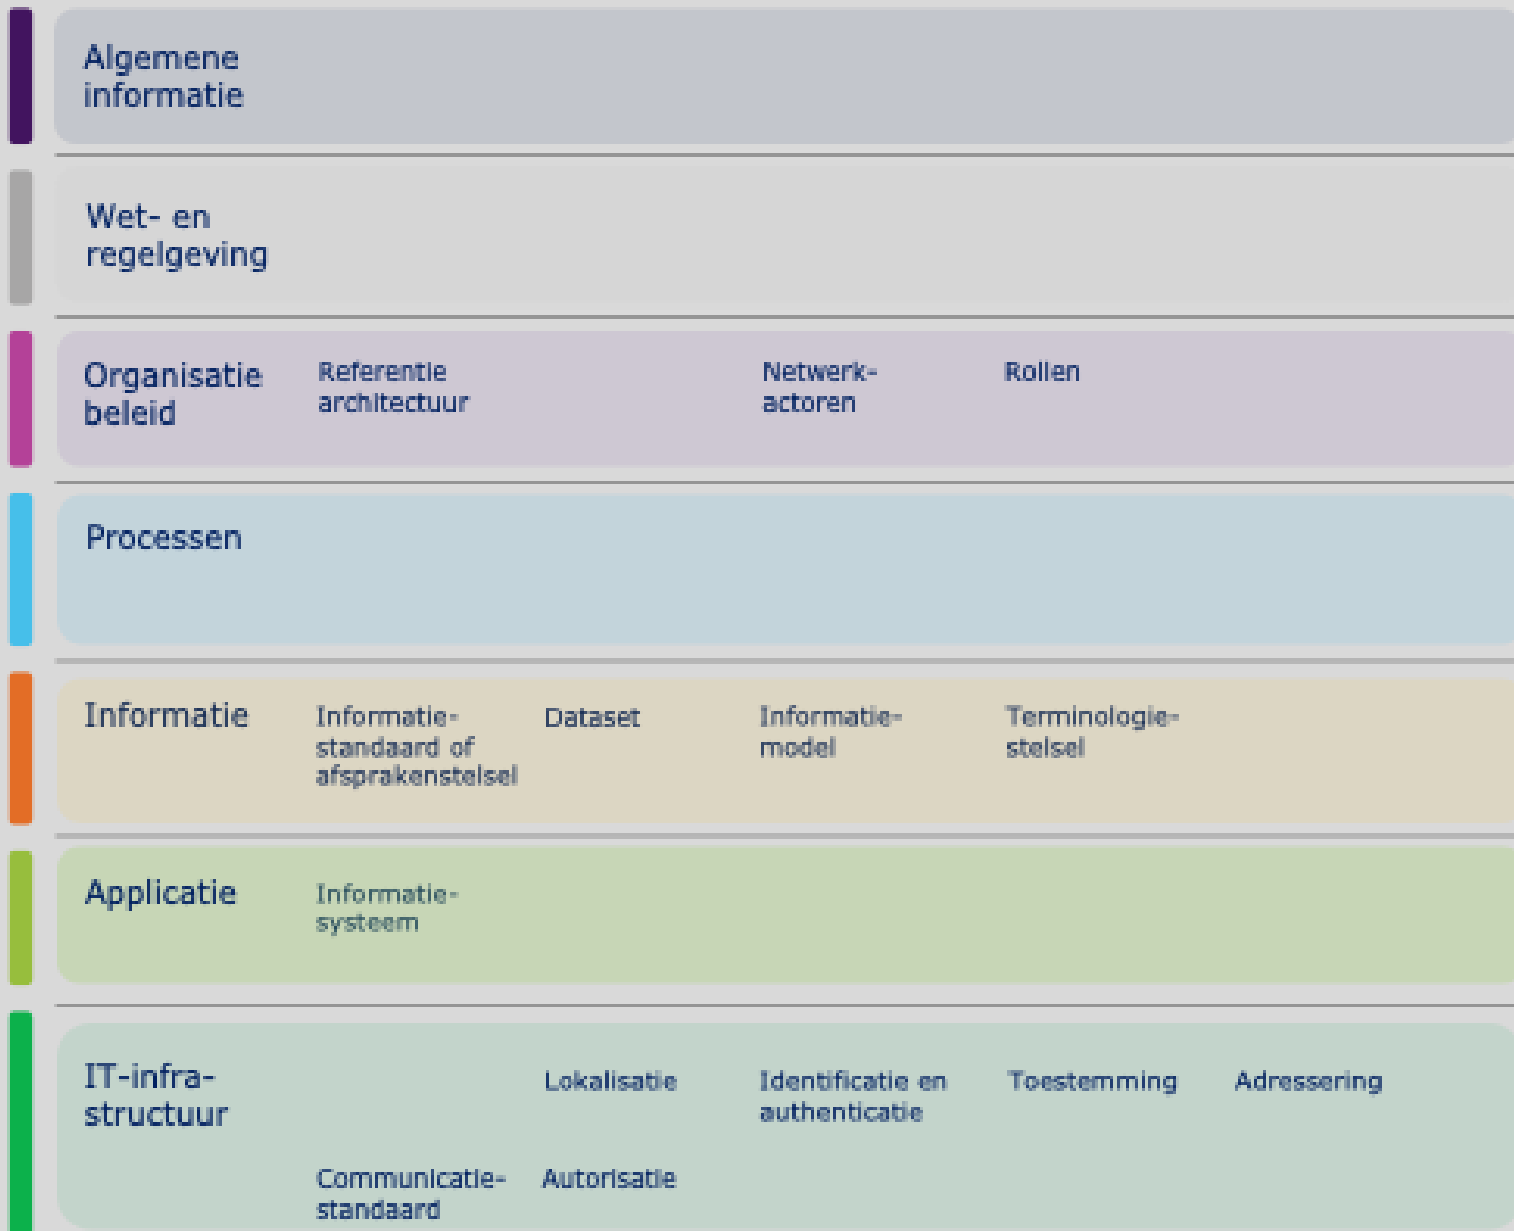 Algemene
informatie
Wet- en
regelgeving
Organisatie
beleid
Referentie
architectuur
Netwerk-
actoren
Rollen
Processen
Informatie
Informatie-
standaard of
afsprakenstelsel
Dataset
Informatie-
model
Terminologie-
stelsel
Applicatie
Informatie-
systeem
IT-infra-
structuur
Lokalisatie
Identificatie en
authenticatie
Toestemming
Adressering
Communicatie-
standaard
Autorisatie